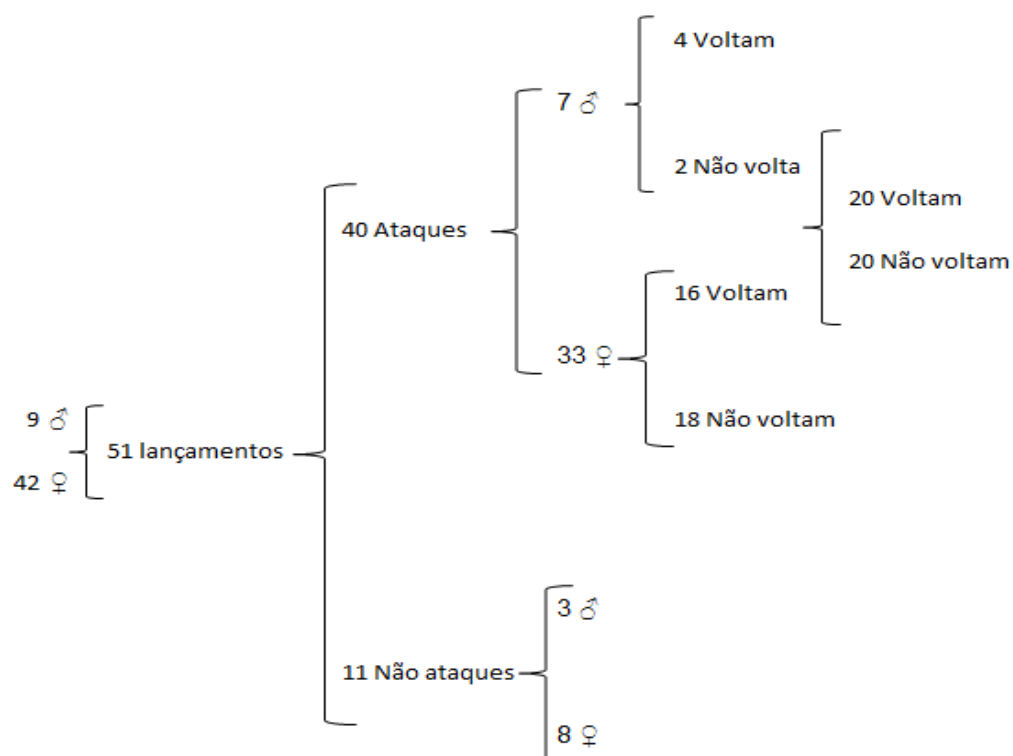 4 Voltam
7 ♂
2 Não volta
20 Voltam
40 Ataques
20 Não voltam
16 Voltam
33 ♀
9 ♂
18 Não voltam
51 lançamentos
42 ♀
3 ♂
11 Não ataques
8 ♀